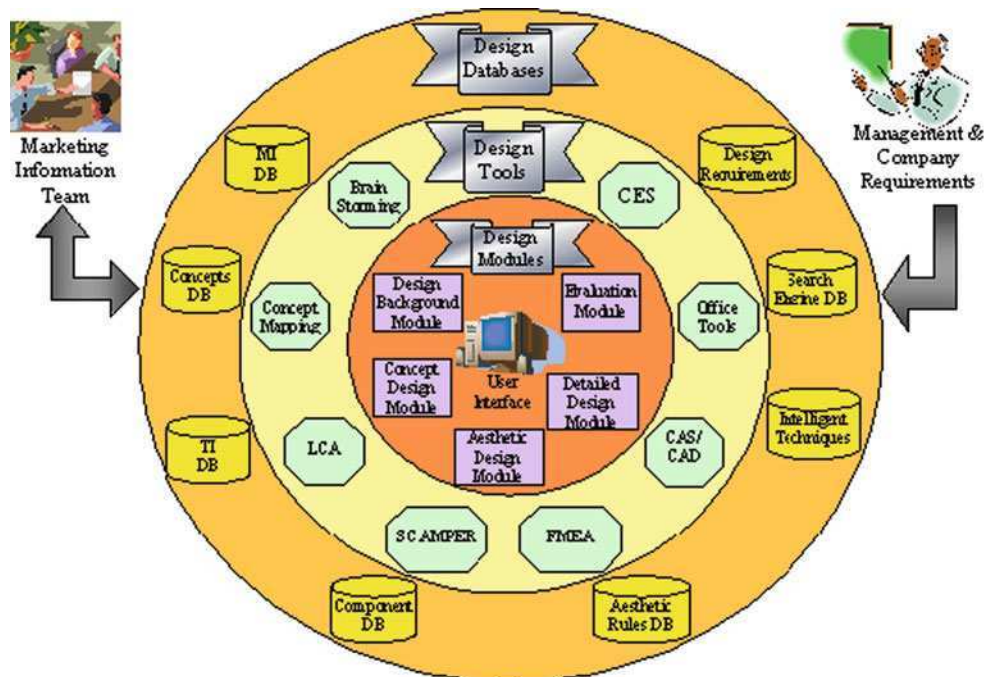 Design
Databases
Marketing
Information
Team
Management &
Company
Requirements
MI
DB
Design
Requirements
Design
Tools
Brain
Storming
CES
Design
Modules
Concepts
DB
Search
Engine DB
Concept
Mapping
Office
Tools
Design
Background
Module
Evaluation
Module
User
Interface
Concept
Design
Module
Detailed
Design
Module
Aesthetic
Design
Module
TI
DB
Intelligent
Techniques
LCA
CAS/
CAD
SCAMPER
FMEA
Component
DB
Aesthetic
Rules DB